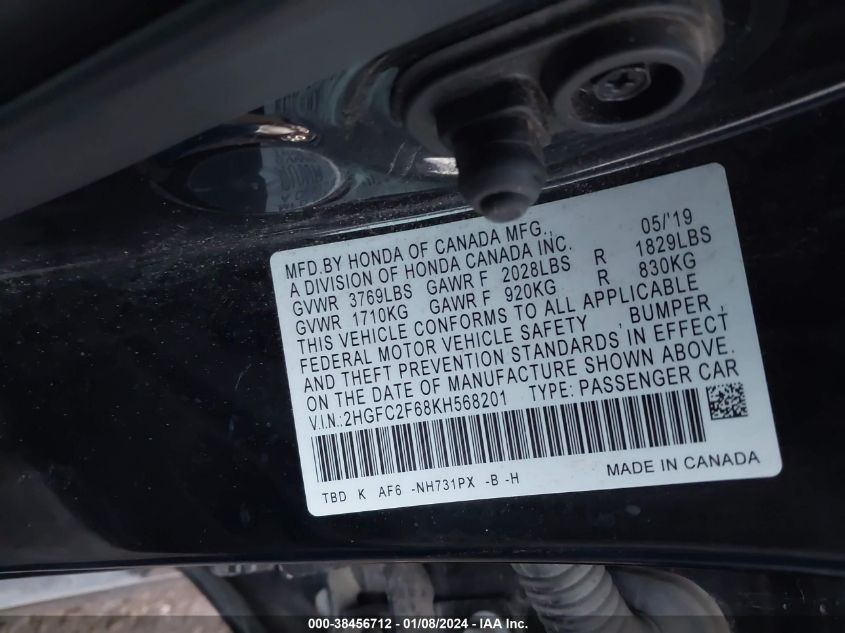 MFD.BY HONDA OF CANADA MFG., 05/'19
A DIVISION OF HONDA CANADA INC.
GVWR 3769LBS GAWR F 2028LBS R 1829LBS
GVWR 1710KG GAWR F 920KG R 830KG
THIS VEHICLE CONFORMS TO ALL APPLICABLE
FEDERAL MOTOR VEHICLE SAFETY , BUMPER ,
AND THEFT PREVENTION STANDARDS IN EFFECT
ON THE DATE OF MANUFACTURE SHOWN ABOVE.
V.I.N.:2HGFC2F68KH568201 TYPE: PASSENGER CAR
TBD K AF6 -NH731PX -B -H MADE IN CANADA
000-38456712 - 01/08/2024 - IAA Inc.